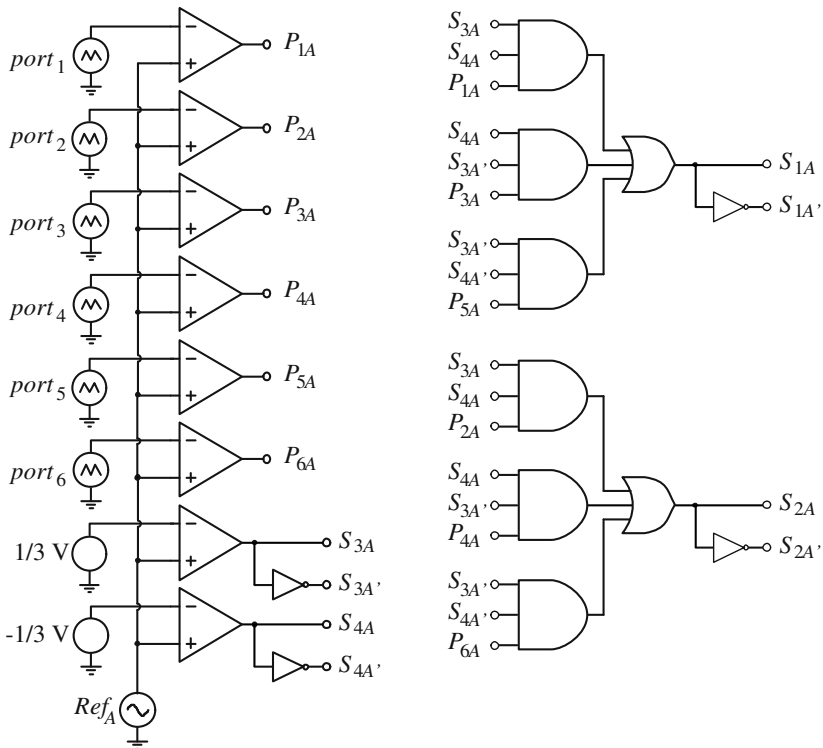 port1
P1A
port2
P2A
port3
P3A
port4
P4A
port5
P5A
port6
P6A
1/3 V
S3A
S3A'
-1/3 V
S4A
S4A'
RefA
S3A
S4A
P1A
S4A
S3A'
P3A
S3A'
S4A'
P5A
S1A
S1A'
S3A
S4A
P2A
S4A
S3A'
P4A
S3A'
S4A'
P6A
S2A
S2A'